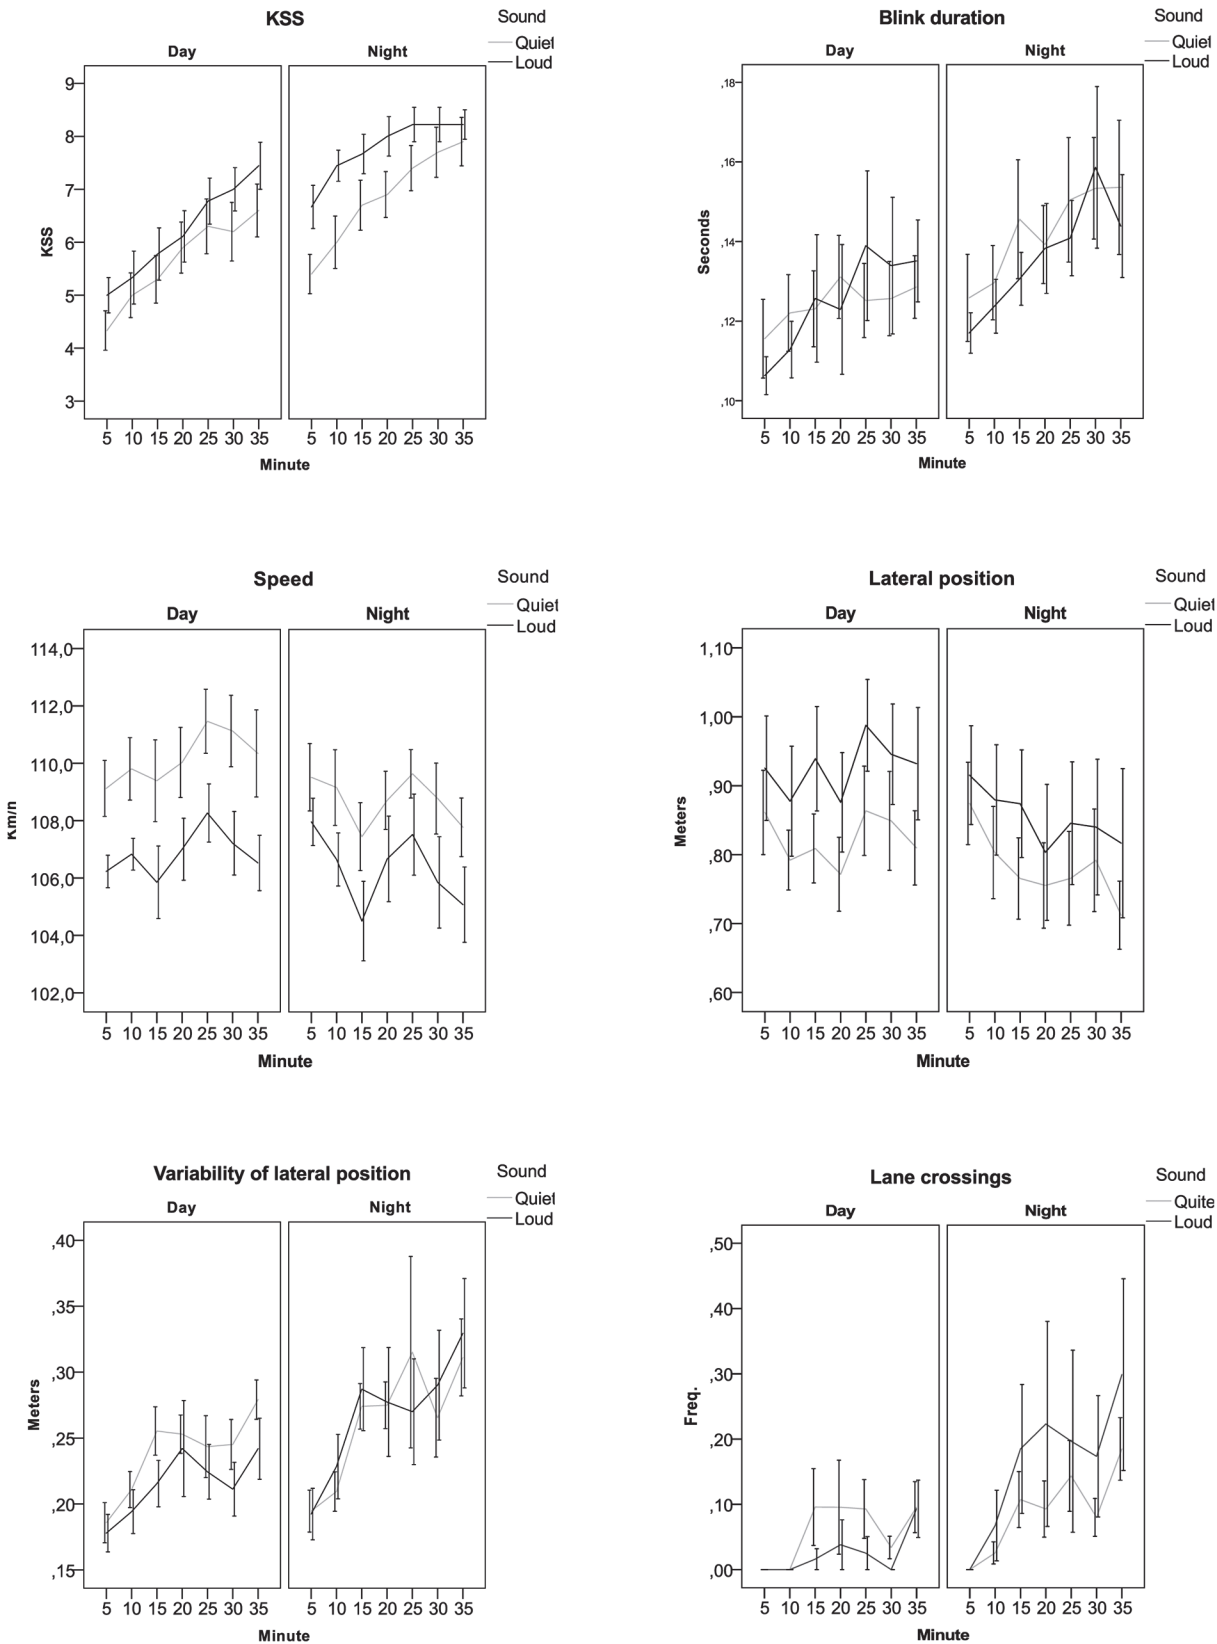 KSS
Sound
Quiet
Loud
Day
Night
9
8
7
6
5
4
3
KSS
5 10 15 20 25 30 35
5 10 15 20 25 30 35
Minute
Blink duration
Sound
Quiet
Loud
Day
Night
,18
,16
,14
,12
,10
Seconds
5 10 15 20 25 30 35
5 10 15 20 25 30 35
Minute
Speed
Sound
Quiet
Loud
Day
Night
114,0
112,0
110,0
108,0
106,0
104,0
102,0
Km/n
5 10 15 20 25 30 35
5 10 15 20 25 30 35
Minute
Lateral position
Sound
Quiet
Loud
Day
Night
1,10
1,00
,90
,80
,70
,60
Meters
5 10 15 20 25 30 35
5 10 15 20 25 30 35
Minute
Variability of lateral position
Sound
Quiet
Loud
Day
Night
,40
,35
,30
,25
,20
,15
Meters
5 10 15 20 25 30 35
5 10 15 20 25 30 35
Minute
Lane crossings
Sound
Quite
Loud
Day
Night
,50
,40
,30
,20
,10
,00
Freq.
5 10 15 20 25 30 35
5 10 15 20 25 30 35
Minute